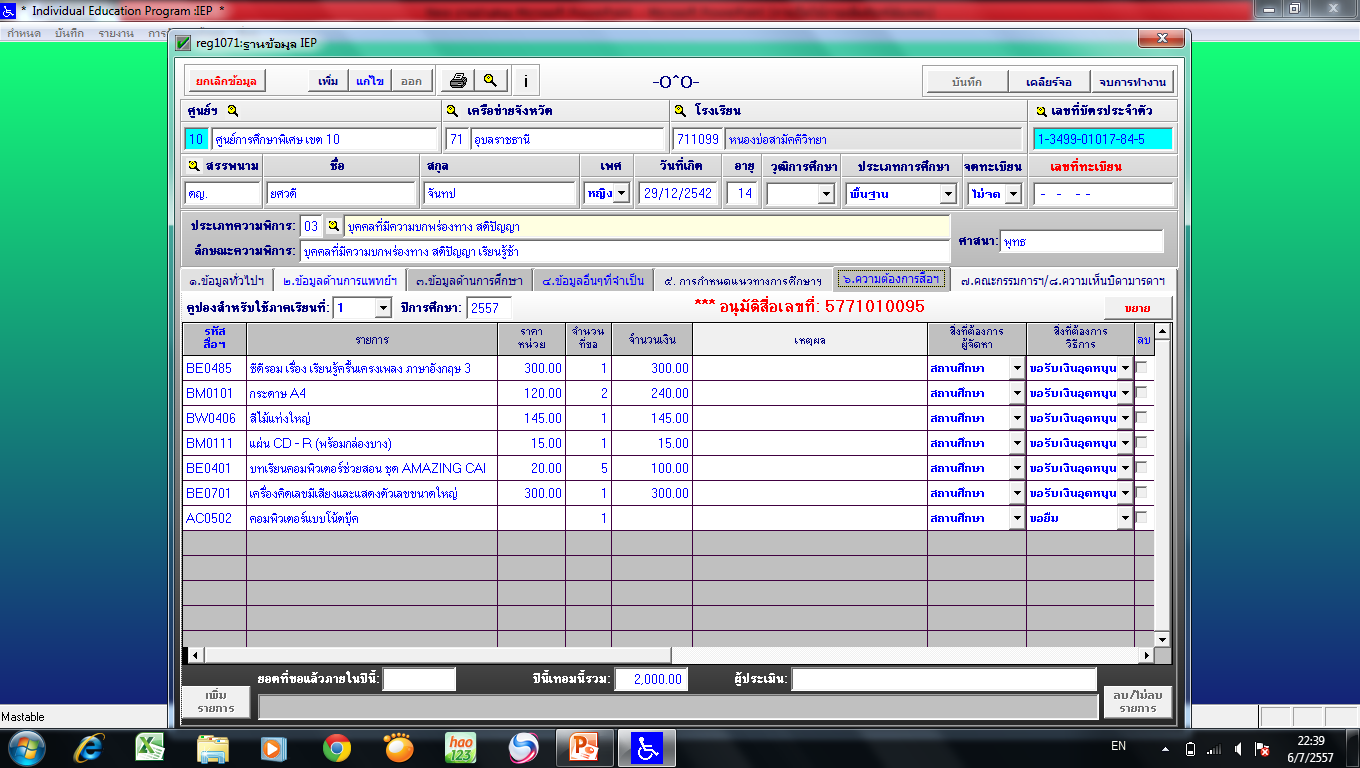 * Individual Education Program :IEP *
กำหนด บันทึก รายงาน
reg1071:ฐานข้อมูล IEP
ยกเลิกข้อมูล เพิ่ม แก้ไข ออก i -O^O- บันทึก เคลียร์จอ จบการทำงาน
ศูนย์ฯ เครือข่ายจังหวัด โรงเรียน เลขที่บัตรประจำตัว
10 ศูนย์การศึกษาพิเศษ เขต 10 71 อุบลราชธานี 711099 หนองบ่อสามัคคีวิทยา 1-3499-01017-84-5
สรรพนาม ชื่อ สกุล เพศ วันที่เกิด อายุ วุฒิการศึกษา ประเภทการศึกษา จดทะเบียน เลขที่ทะเบียน
ดญ. ยศวดี จันทป หญิง 29/12/2542 14 พื้นฐาน ไม่จด - - - -
ประเภทความพิการ: 03 บุคคลที่มีความบกพร่องทาง สติปัญญา
ลักษณะความพิการ: บุคคลที่มีความบกพร่องทาง สติปัญญา เรียนรู้ช้า
ศาสนา: พุทธ
๑.ข้อมูลทั่วไปฯ ๒.ข้อมูลด้านการแพทย์ฯ ๓.ข้อมูลด้านการศึกษา ๔.ข้อมูลอื่นๆที่จำเป็น ๕. การกำหนดแนวทางการศึกษาฯ ๖.ความต้องการสื่อฯ ๗.คณะกรรมการฯ/๘.ความเห็นบิดามารดาฯ
คูปองสำหรับใช้ภาคเรียนที่: 1 ปีการศึกษา: 2557 *** อนุมัติสื่อเลขที่: 5771010095 ขยาย
รหัสสื่อฯ รายการ ราคาหน่วย จำนวนที่ขอ จำนวนเงิน เหตุผล สิ่งที่ต้องการผู้จัดหา สิ่งที่ต้องการวิธีการ ลบ
BE0485 ซีดีรอม เรื่อง เรียนรู้ครื้นเครงเพลง ภาษาอังกฤษ 3 300.00 1 300.00 สถานศึกษา ขอรับเงินอุดหนุน
BM0101 กระดาษ A4 120.00 2 240.00 สถานศึกษา ขอรับเงินอุดหนุน
BW0406 สีไม้แท่งใหญ่ 145.00 1 145.00 สถานศึกษา ขอรับเงินอุดหนุน
BM0111 แผ่น CD - R (พร้อมกล่องบาง) 15.00 1 15.00 สถานศึกษา ขอรับเงินอุดหนุน
BE0401 บทเรียนคอมพิวเตอร์ช่วยสอน ชุด AMAZING CAI 20.00 5 100.00 สถานศึกษา ขอรับเงินอุดหนุน
BE0701 เครื่องคิดเลขมีเสียงและแสดงตัวเลขขนาดใหญ่ 300.00 1 300.00 สถานศึกษา ขอรับเงินอุดหนุน
AC0502 คอมพิวเตอร์แบบโน้ตบุ๊ค 1 สถานศึกษา ขอยืม
ยอดที่ขอแล้วภายในปีนี้: ปีนี้เทอมนี้รวม: 2,000.00 ผู้ประเมิน:
เพิ่มรายการ ลบ/ไม่ลบรายการ
Mastable
hao123 EN 22:39
6/7/2557